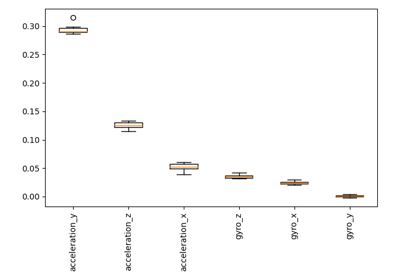 0.30
0.25
0.20
0.15
0.10
0.05
0.00
acceleration_y
acceleration_z
acceleration_x
gyro_z
gyro_x
gyro_y